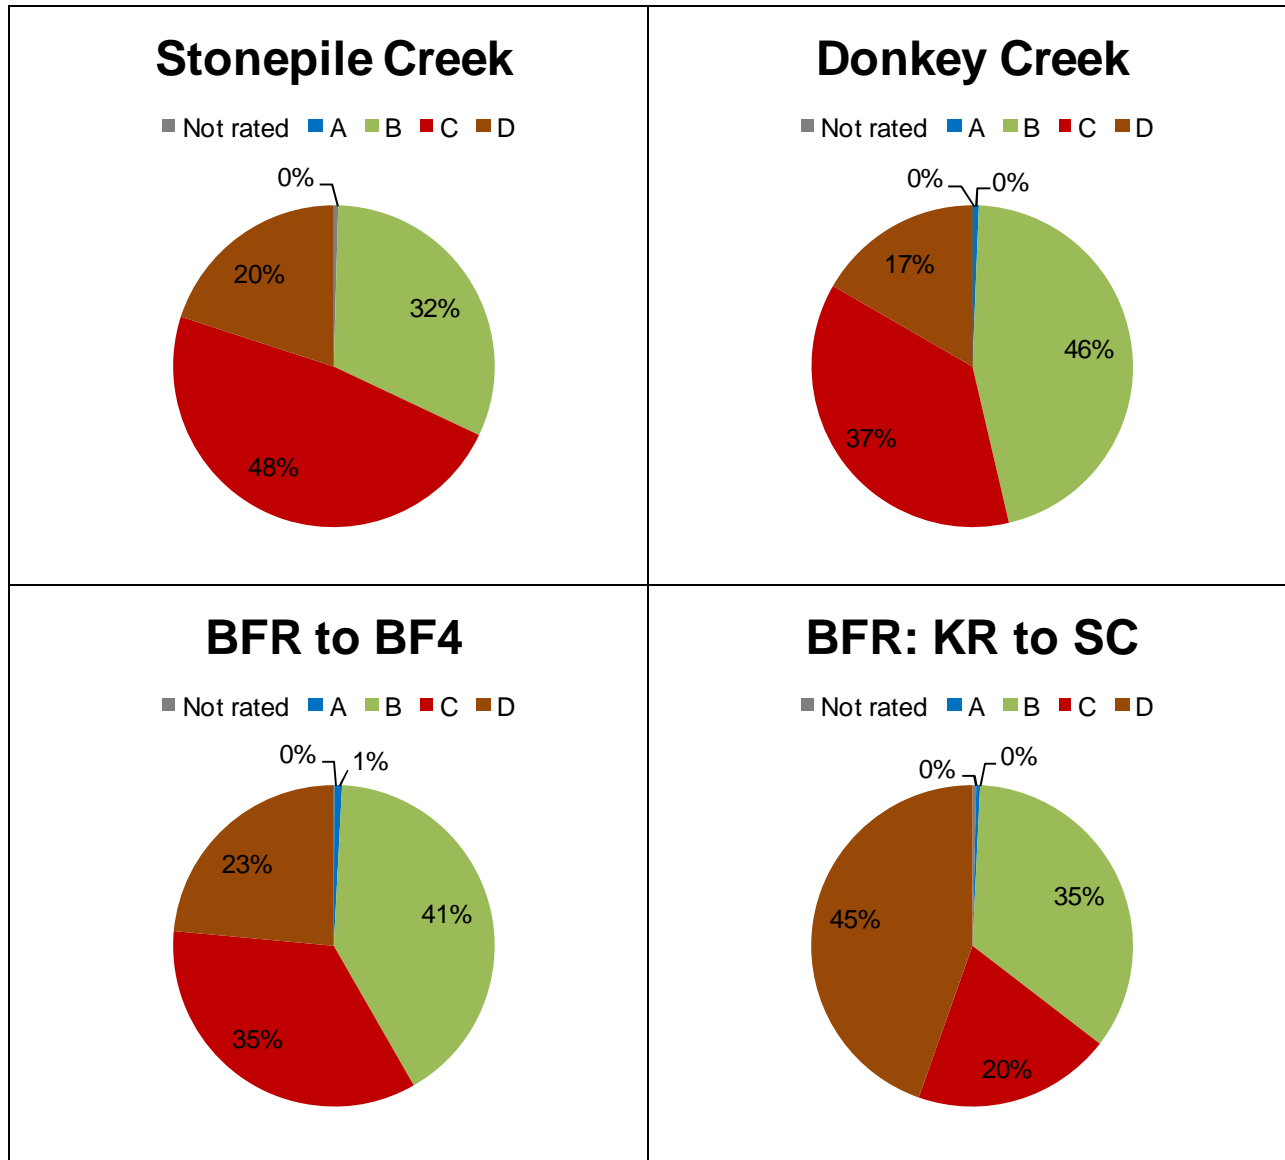 Stonepile Creek
Not rated A B C D
0%
20%
32%
48%
Donkey Creek
Not rated A B C D
0% 0%
17%
46%
37%
BFR to BF4
Not rated A B C D
0% 1%
23%
41%
35%
BFR: KR to SC
Not rated A B C D
0% 0%
45%
35%
20%